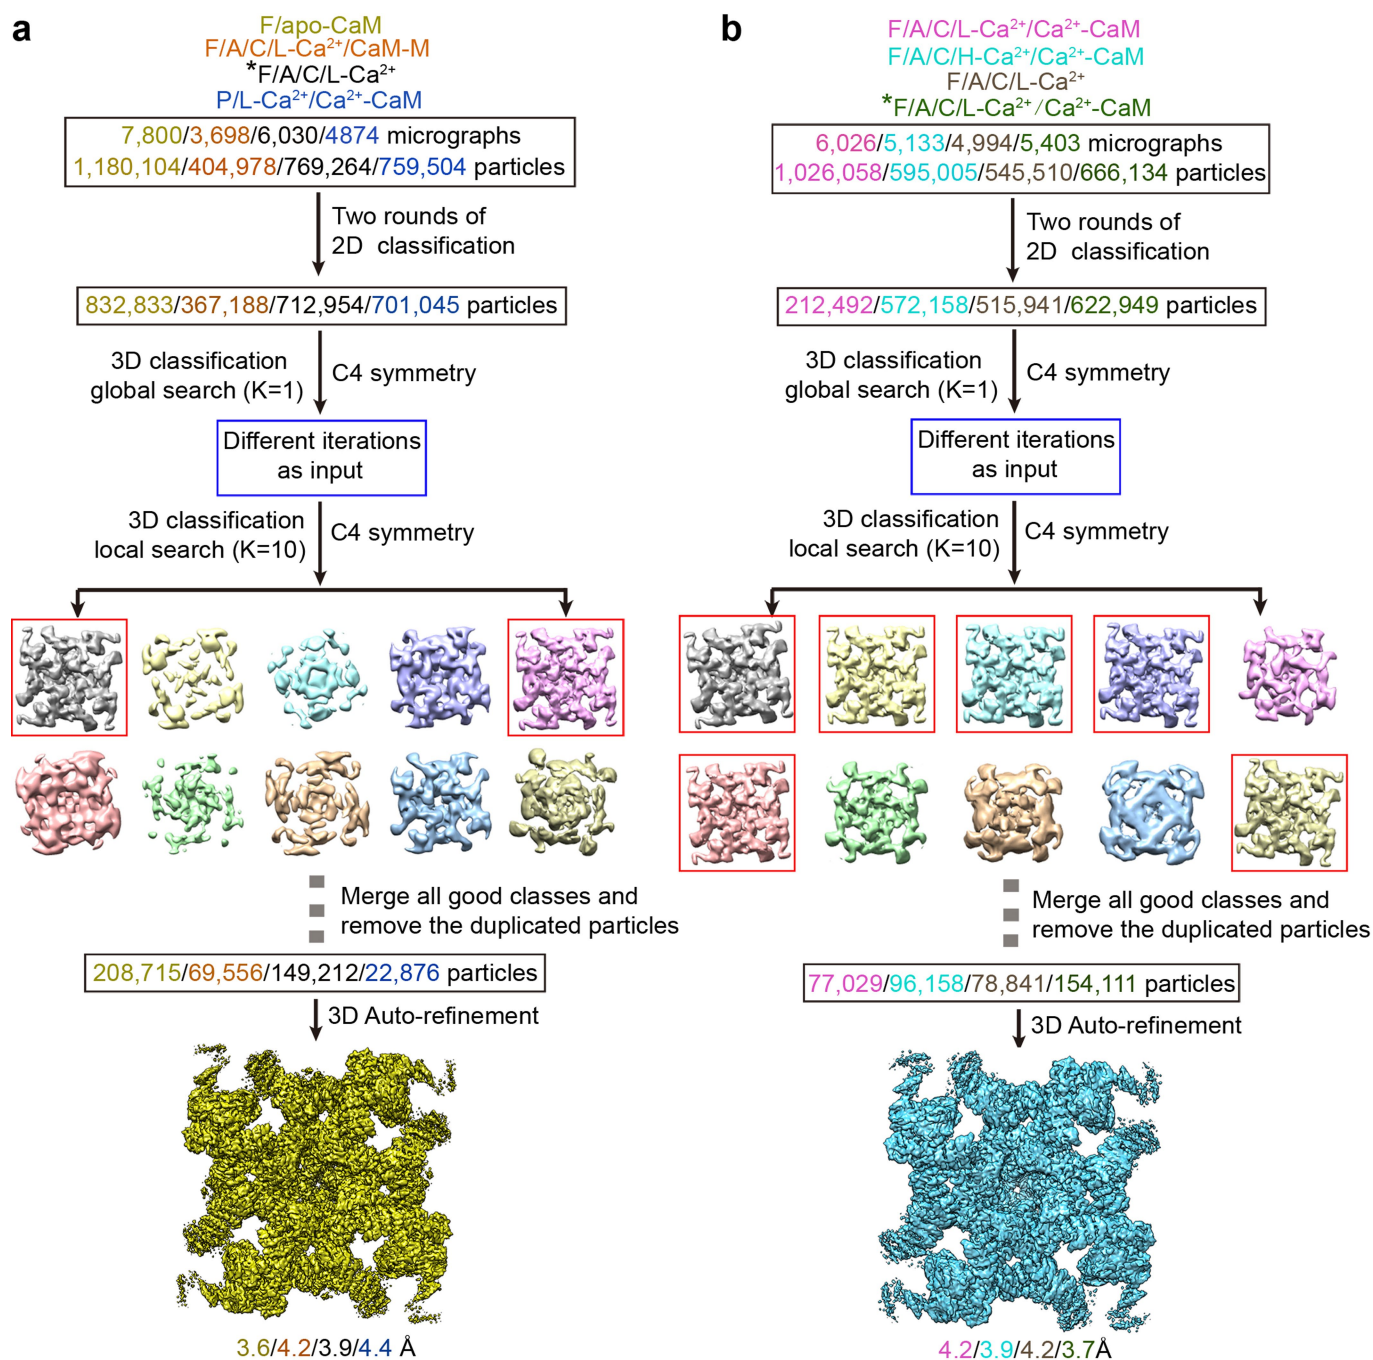 a
F/apo-CaM
F/A/C/L-Ca²⁺/CaM-M
*F/A/C/L-Ca²⁺
P/L-Ca²⁺/Ca²⁺-CaM
7,800/3,698/6,030/4874 micrographs
1,180,104/404,978/769,264/759,504 particles
Two rounds of
2D classification
832,833/367,188/712,954/701,045 particles
3D classification
global search (K=1)
C4 symmetry
Different iterations
as input
3D classification
local search (K=10)
C4 symmetry
Merge all good classes and
remove the duplicated particles
208,715/69,556/149,212/22,876 particles
3D Auto-refinement
3.6/4.2/3.9/4.4 Å
b
F/A/C/L-Ca²⁺/Ca²⁺-CaM
F/A/C/H-Ca²⁺/Ca²⁺-CaM
F/A/C/L-Ca²⁺
*F/A/C/L-Ca²⁺/Ca²⁺-CaM
6,026/5,133/4,994/5,403 micrographs
1,026,058/595,005/545,510/666,134 particles
Two rounds of
2D classification
212,492/572,158/515,941/622,949 particles
3D classification
global search (K=1)
C4 symmetry
Different iterations
as input
3D classification
local search (K=10)
C4 symmetry
Merge all good classes and
remove the duplicated particles
77,029/96,158/78,841/154,111 particles
3D Auto-refinement
4.2/3.9/4.2/3.7Å